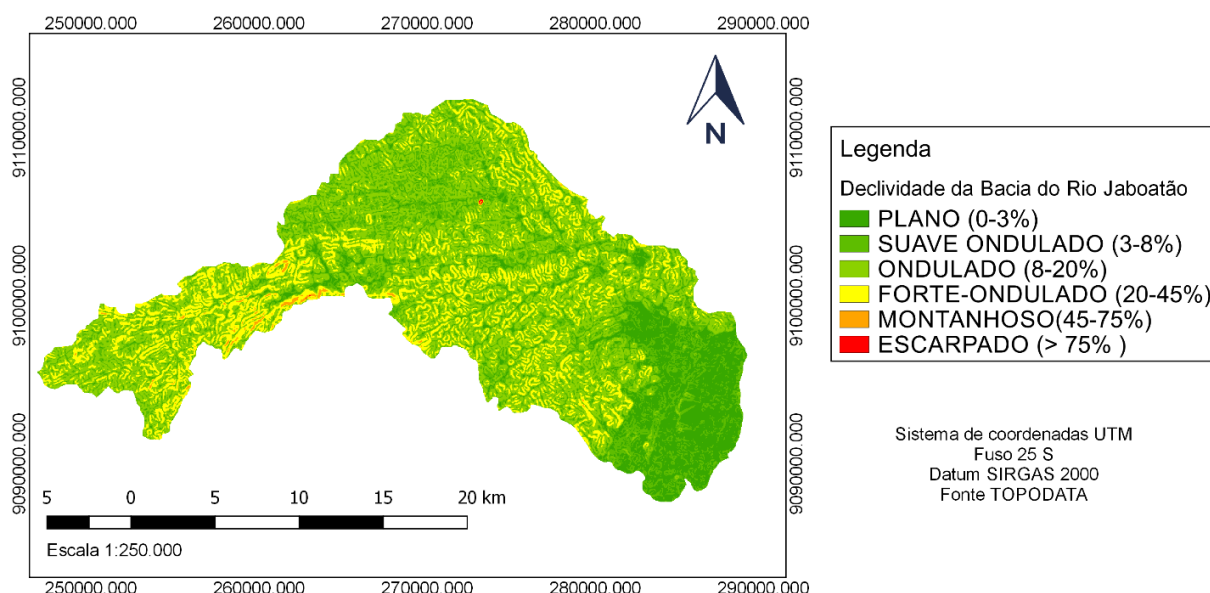 250000.000 260000.000 270000.000 280000.000 290000.000
9110000.000
9100000.000
9090000.000
N
5 0 5 10 15 20 km
Escala 1:250.000
9110000.000
9100000.000
9090000.000
250000.000 260000.000 270000.000 280000.000 290000.000
Legenda
Declividade da Bacia do Rio Jaboatão
PLANO (0-3%)
SUAVE ONDULADO (3-8%)
ONDULADO (8-20%)
FORTE-ONDULADO (20-45%)
MONTANHOSO(45-75%)
ESCARPADO (> 75% )
Sistema de coordenadas UTM
Fuso 25 S
Datum SIRGAS 2000
Fonte TOPODATA